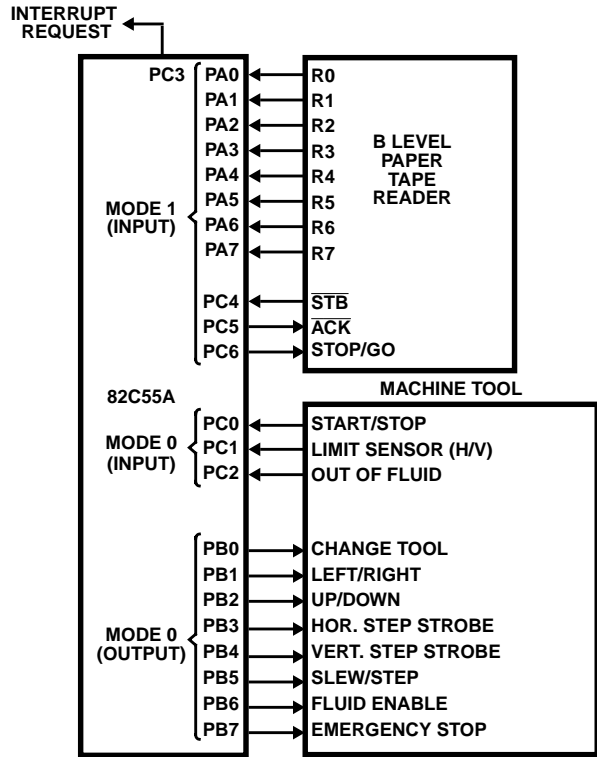 INTERRUPT
REQUEST
PC3 PA0 R0
PA1 R1
PA2 R2
PA3 R3
PA4 R4
PA5 R5
PA6 R6
PA7 R7
MODE 1
(INPUT)
B LEVEL
PAPER
TAPE
READER
PC4 STB
PC5 ACK
PC6 STOP/GO
MACHINE TOOL
82C55A
MODE 0
(INPUT)
PC0 START/STOP
PC1 LIMIT SENSOR (H/V)
PC2 OUT OF FLUID
MODE 0
(OUTPUT)
PB0 CHANGE TOOL
PB1 LEFT/RIGHT
PB2 UP/DOWN
PB3 HOR. STEP STROBE
PB4 VERT. STEP STROBE
PB5 SLEW/STEP
PB6 FLUID ENABLE
PB7 EMERGENCY STOP